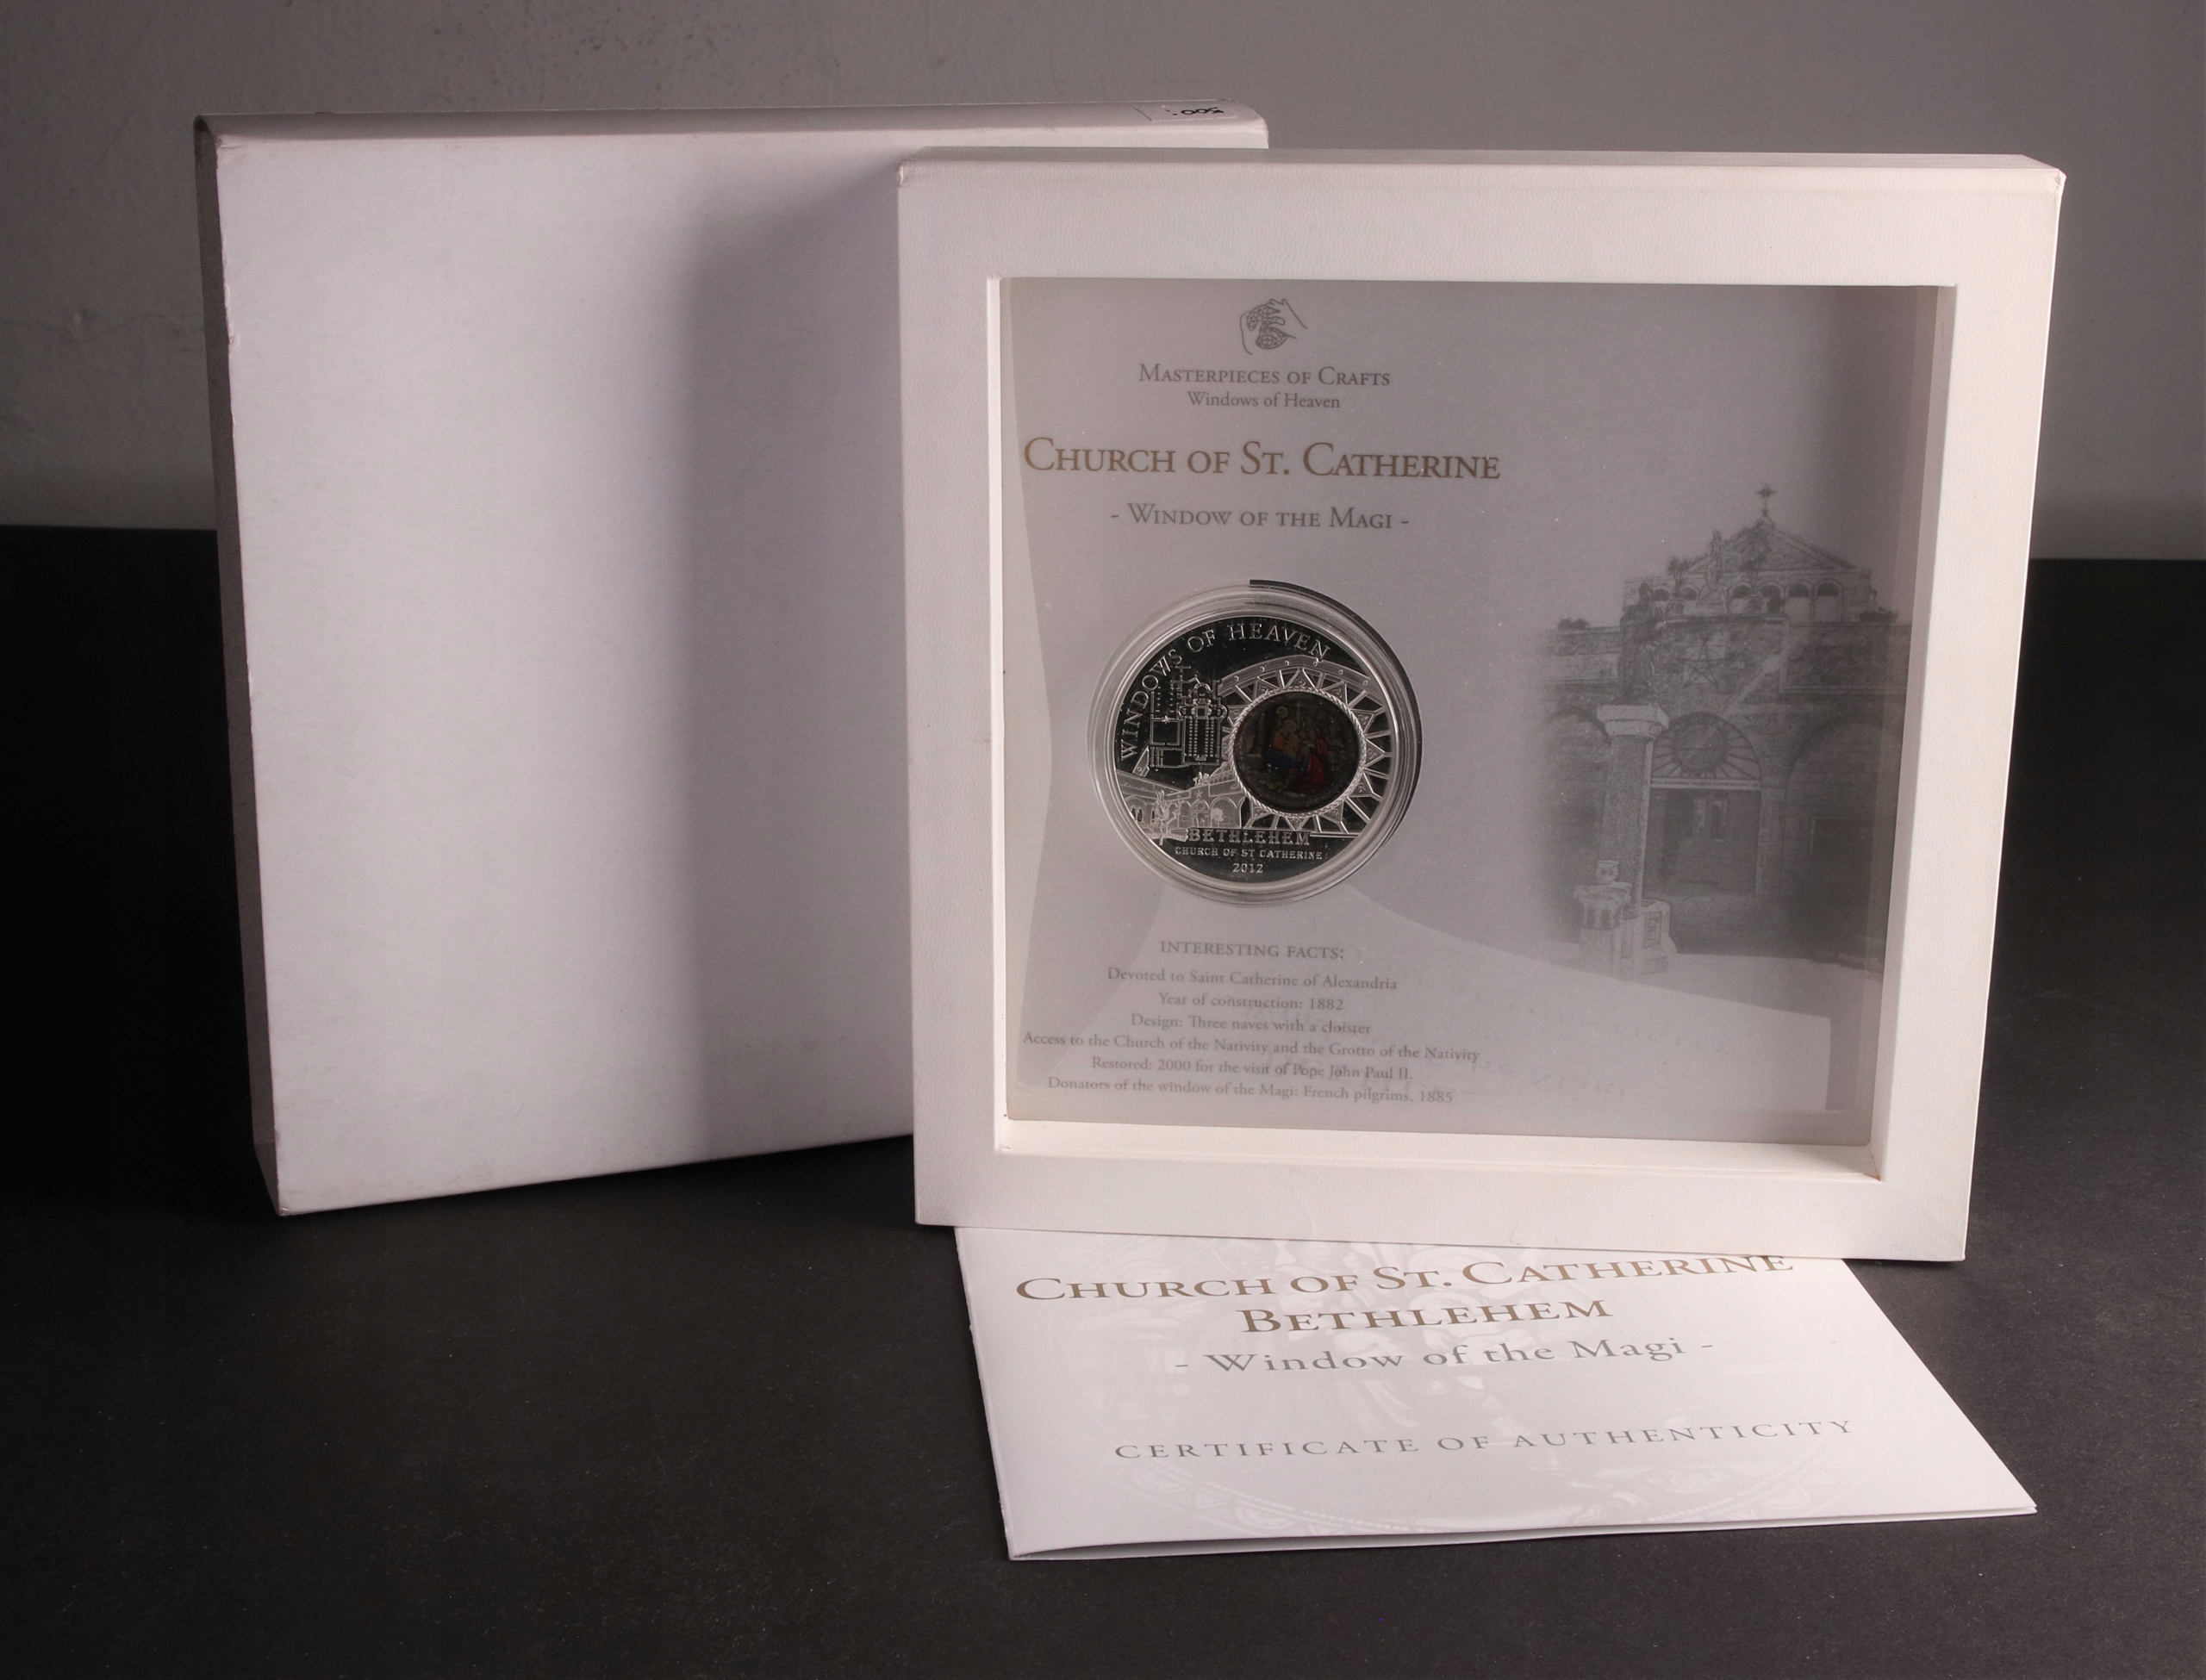 500
MASTERPIECES OF CRAFTS
Windows of Heaven
CHURCH OF ST. CATHERINE
- WINDOW OF THE MAGI -
WINDOWS OF HEAVEN
BETHLEHEM
CHURCH OF ST CATHERINE
2012
INTERESTING FACTS:
Devoted to Saint Catherine of Alexandria
Year of construction: 1882
Design: Three naves with a cloister
Access to the Church of the Nativity and the Grotto of the Nativity
Restored: 2000 for the visit of Pope John Paul II.
Donators of the window of the Magi: French pilgrims, 1885
CHURCH OF ST. CATHERINE
BETHLEHEM
- Window of the Magi -
CERTIFICATE OF AUTHENTICITY